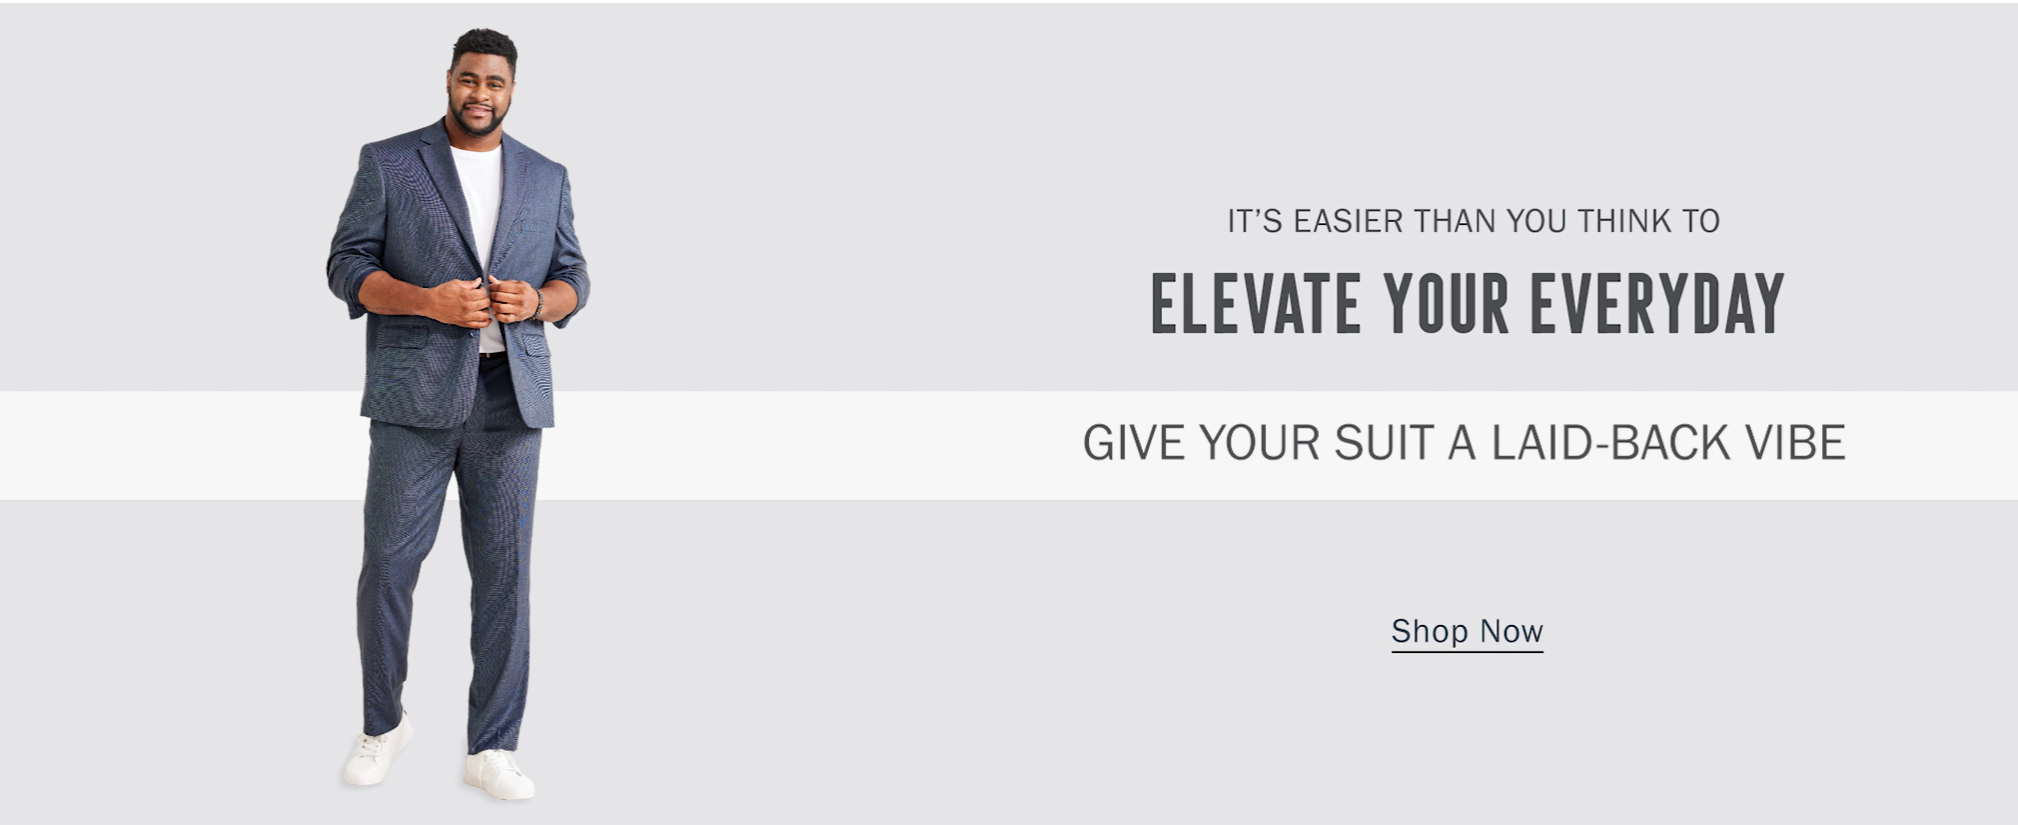 IT’S EASIER THAN YOU THINK TO
ELEVATE YOUR EVERYDAY
GIVE YOUR SUIT A LAID-BACK VIBE
Shop Now